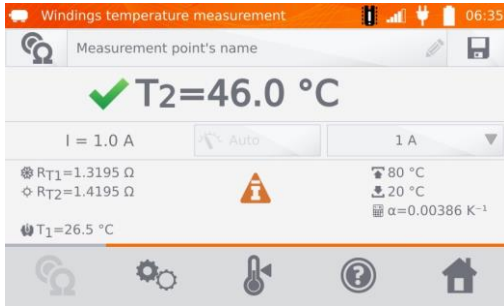 Windings temperature measurement 06:35
Measurement point's name
T2=46.0 °C
I = 1.0 A Auto 1 A
RT1=1.3195 Ω
RT2=1.4195 Ω
T1=26.5 °C
80 °C
20 °C
α=0.00386 K⁻¹